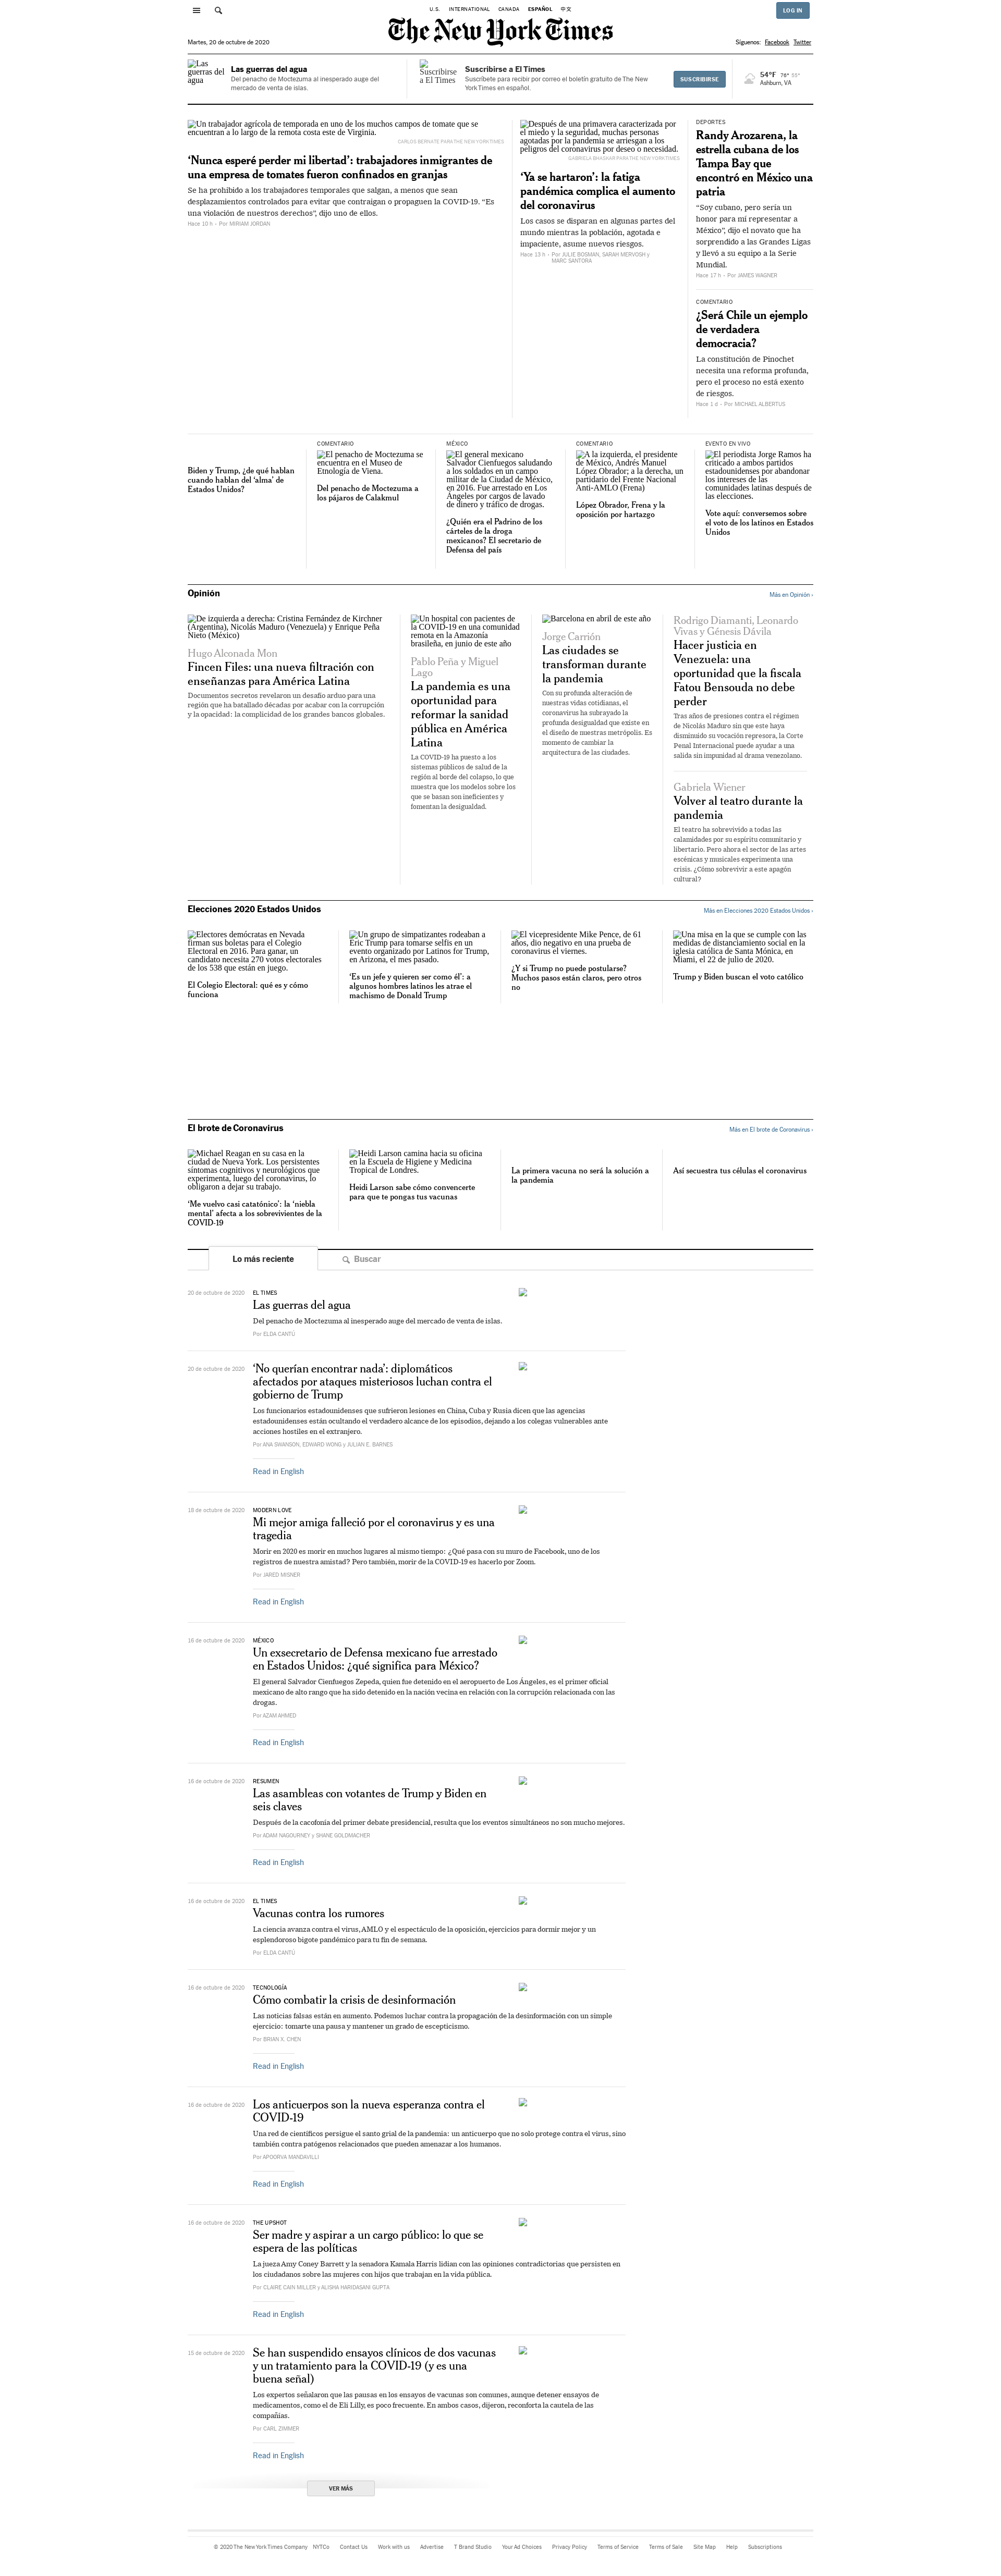 U.S.
INTERNATIONAL
CANADA
ESPAÑOL
中文
LOG IN
The New York Times
Martes, 20 de octubre de 2020
Síguenos: Facebook Twitter
Las guerras del agua
Las guerras del agua
Del penacho de Moctezuma al inesperado auge del
mercado de venta de islas.
Suscribirse a El Times
Suscribirse a El Times
Suscríbete para recibir por correo el boletín gratuito de The New
York Times en español.
SUSCRIBIRSE
54°F 76° 55°
Ashburn, VA
Un trabajador agrícola de temporada en uno de los muchos campos de tomate que se
encuentran a lo largo de la remota costa este de Virginia.
CARLOS BERNATE PARA THE NEW YORK TIMES
‘Nunca esperé perder mi libertad’: trabajadores inmigrantes de
una empresa de tomates fueron confinados en granjas
Se ha prohibido a los trabajadores temporales que salgan, a menos que sean
desplazamientos controlados para evitar que contraigan o propaguen la COVID-19. “Es
una violación de nuestros derechos”, dijo uno de ellos.
Hace 10 h - Por MIRIAM JORDAN
Después de una primavera caracterizada por
el miedo y la seguridad, muchas personas
agotadas por la pandemia se arriesgan a los
peligros del coronavirus por deseo o necesidad.
GABRIELA BHASKAR PARA THE NEW YORK TIMES
‘Ya se hartaron’: la fatiga
pandémica complica el aumento
del coronavirus
Los casos se disparan en algunas partes del
mundo mientras la población, agotada e
impaciente, asume nuevos riesgos.
Hace 13 h - Por JULIE BOSMAN, SARAH MERVOSH y
MARC SANTORA
DEPORTES
Randy Arozarena, la
estrella cubana de los
Tampa Bay que
encontró en México una
patria
“Soy cubano, pero sería un
honor para mí representar a
México”, dijo el novato que ha
sorprendido a las Grandes Ligas
y llevó a su equipo a la Serie
Mundial.
Hace 17 h - Por JAMES WAGNER
COMENTARIO
¿Será Chile un ejemplo
de verdadera
democracia?
La constitución de Pinochet
necesita una reforma profunda,
pero el proceso no está exento
de riesgos.
Hace 1 d - Por MICHAEL ALBERTUS
Biden y Trump, ¿de qué hablan
cuando hablan del ‘alma’ de
Estados Unidos?
COMENTARIO
El penacho de Moctezuma se
encuentra en el Museo de
Etnología de Viena.
Del penacho de Moctezuma a
los pájaros de Calakmul
MÉXICO
El general mexicano
Salvador Cienfuegos saludando
a los soldados en un campo
militar de la Ciudad de México,
en 2016. Fue arrestado en Los
Ángeles por cargos de lavado
de dinero y tráfico de drogas.
¿Quién era el Padrino de los
cárteles de la droga
mexicanos? El secretario de
Defensa del país
COMENTARIO
A la izquierda, el presidente
de México, Andrés Manuel
López Obrador; a la derecha, un
partidario del Frente Nacional
Anti-AMLO (Frena)
López Obrador, Frena y la
oposición por hartazgo
EVENTO EN VIVO
El periodista Jorge Ramos ha
criticado a ambos partidos
estadounidenses por abandonar
los intereses de las
comunidades latinas después de
las elecciones.
Vote aquí: conversemos sobre
el voto de los latinos en Estados
Unidos
Opinión
Más en Opinión ›
De izquierda a derecha: Cristina Fernández de Kirchner
(Argentina), Nicolás Maduro (Venezuela) y Enrique Peña
Nieto (México)
Hugo Alconada Mon
Fincen Files: una nueva filtración con
enseñanzas para América Latina
Documentos secretos revelaron un desafío arduo para una
región que ha batallado décadas por acabar con la corrupción
y la opacidad: la complicidad de los grandes bancos globales.
Un hospital con pacientes de
la COVID-19 en una comunidad
remota en la Amazonía
brasileña, en junio de este año
Pablo Peña y Miguel
Lago
La pandemia es una
oportunidad para
reformar la sanidad
pública en América
Latina
La COVID-19 ha puesto a los
sistemas públicos de salud de la
región al borde del colapso, lo que
muestra que los modelos sobre los
que se basan son ineficientes y
fomentan la desigualdad.
Barcelona en abril de este año
Jorge Carrión
Las ciudades se
transforman durante
la pandemia
Con su profunda alteración de
nuestras vidas cotidianas, el
coronavirus ha subrayado la
profunda desigualdad que existe en
el diseño de nuestras metrópolis. Es
momento de cambiar la
arquitectura de las ciudades.
Rodrigo Diamanti, Leonardo
Vivas y Génesis Dávila
Hacer justicia en
Venezuela: una
oportunidad que la fiscala
Fatou Bensouda no debe
perder
Tras años de presiones contra el régimen
de Nicolás Maduro sin que este haya
disminuido su vocación represora, la Corte
Penal Internacional puede ayudar a una
salida sin impunidad al drama venezolano.
Gabriela Wiener
Volver al teatro durante la
pandemia
El teatro ha sobrevivido a todas las
calamidades por su espíritu comunitario y
libertario. Pero ahora el sector de las artes
escénicas y musicales experimenta una
crisis. ¿Cómo sobrevivir a este apagón
cultural?
Elecciones 2020 Estados Unidos
Más en Elecciones 2020 Estados Unidos ›
Electores demócratas en Nevada
firman sus boletas para el Colegio
Electoral en 2016. Para ganar, un
candidato necesita 270 votos electorales
de los 538 que están en juego.
El Colegio Electoral: qué es y cómo
funciona
Un grupo de simpatizantes rodeaban a
Eric Trump para tomarse selfis en un
evento organizado por Latinos for Trump,
en Arizona, el mes pasado.
‘Es un jefe y quieren ser como él’: a
algunos hombres latinos les atrae el
machismo de Donald Trump
El vicepresidente Mike Pence, de 61
años, dio negativo en una prueba de
coronavirus el viernes.
¿Y si Trump no puede postularse?
Muchos pasos están claros, pero otros
no
Una misa en la que se cumple con las
medidas de distanciamiento social en la
iglesia católica de Santa Mónica, en
Miami, el 22 de julio de 2020.
Trump y Biden buscan el voto católico
El brote de Coronavirus
Más en El brote de Coronavirus ›
Michael Reagan en su casa en la
ciudad de Nueva York. Los persistentes
síntomas cognitivos y neurológicos que
experimenta, luego del coronavirus, lo
obligaron a dejar su trabajo.
‘Me vuelvo casi catatónico’: la ‘niebla
mental’ afecta a los sobrevivientes de la
COVID-19
Heidi Larson camina hacia su oficina
en la Escuela de Higiene y Medicina
Tropical de Londres.
Heidi Larson sabe cómo convencerte
para que te pongas tus vacunas
La primera vacuna no será la solución a
la pandemia
Así secuestra tus células el coronavirus
Lo más reciente
Buscar
20 de octubre de 2020
EL TIMES
Las guerras del agua
Del penacho de Moctezuma al inesperado auge del mercado de venta de islas.
Por ELDA CANTÚ
20 de octubre de 2020
‘No querían encontrar nada’: diplomáticos
afectados por ataques misteriosos luchan contra el
gobierno de Trump
Los funcionarios estadounidenses que sufrieron lesiones en China, Cuba y Rusia dicen que las agencias
estadounidenses están ocultando el verdadero alcance de los episodios, dejando a los colegas vulnerables ante
acciones hostiles en el extranjero.
Por ANA SWANSON, EDWARD WONG y JULIAN E. BARNES
Read in English
18 de octubre de 2020
MODERN LOVE
Mi mejor amiga falleció por el coronavirus y es una
tragedia
Morir en 2020 es morir en muchos lugares al mismo tiempo: ¿Qué pasa con su muro de Facebook, uno de los
registros de nuestra amistad? Pero también, morir de la COVID-19 es hacerlo por Zoom.
Por JARED MISNER
Read in English
16 de octubre de 2020
MÉXICO
Un exsecretario de Defensa mexicano fue arrestado
en Estados Unidos: ¿qué significa para México?
El general Salvador Cienfuegos Zepeda, quien fue detenido en el aeropuerto de Los Ángeles, es el primer oficial
mexicano de alto rango que ha sido detenido en la nación vecina en relación con la corrupción relacionada con las
drogas.
Por AZAM AHMED
Read in English
16 de octubre de 2020
RESUMEN
Las asambleas con votantes de Trump y Biden en
seis claves
Después de la cacofonía del primer debate presidencial, resulta que los eventos simultáneos no son mucho mejores.
Por ADAM NAGOURNEY y SHANE GOLDMACHER
Read in English
16 de octubre de 2020
EL TIMES
Vacunas contra los rumores
La ciencia avanza contra el virus, AMLO y el espectáculo de la oposición, ejercicios para dormir mejor y un
esplendoroso bigote pandémico para tu fin de semana.
Por ELDA CANTÚ
16 de octubre de 2020
TECNOLOGÍA
Cómo combatir la crisis de desinformación
Las noticias falsas están en aumento. Podemos luchar contra la propagación de la desinformación con un simple
ejercicio: tomarte una pausa y mantener un grado de escepticismo.
Por BRIAN X. CHEN
Read in English
16 de octubre de 2020
Los anticuerpos son la nueva esperanza contra el
COVID-19
Una red de científicos persigue el santo grial de la pandemia: un anticuerpo que no solo protege contra el virus, sino
también contra patógenos relacionados que pueden amenazar a los humanos.
Por APOORVA MANDAVILLI
Read in English
16 de octubre de 2020
THE UPSHOT
Ser madre y aspirar a un cargo público: lo que se
espera de las políticas
La jueza Amy Coney Barrett y la senadora Kamala Harris lidian con las opiniones contradictorias que persisten en
los ciudadanos sobre las mujeres con hijos que trabajan en la vida pública.
Por CLAIRE CAIN MILLER y ALISHA HARIDASANI GUPTA
Read in English
15 de octubre de 2020
Se han suspendido ensayos clínicos de dos vacunas
y un tratamiento para la COVID-19 (y es una
buena señal)
Los expertos señalaron que las pausas en los ensayos de vacunas son comunes, aunque detener ensayos de
medicamentos, como el de Eli Lilly, es poco frecuente. En ambos casos, dijeron, reconforta la cautela de las
compañías.
Por CARL ZIMMER
Read in English
VER MÁS
© 2020 The New York Times Company NYTCo Contact Us Work with us Advertise T Brand Studio Your Ad Choices Privacy Policy Terms of Service Terms of Sale Site Map Help Subscriptions